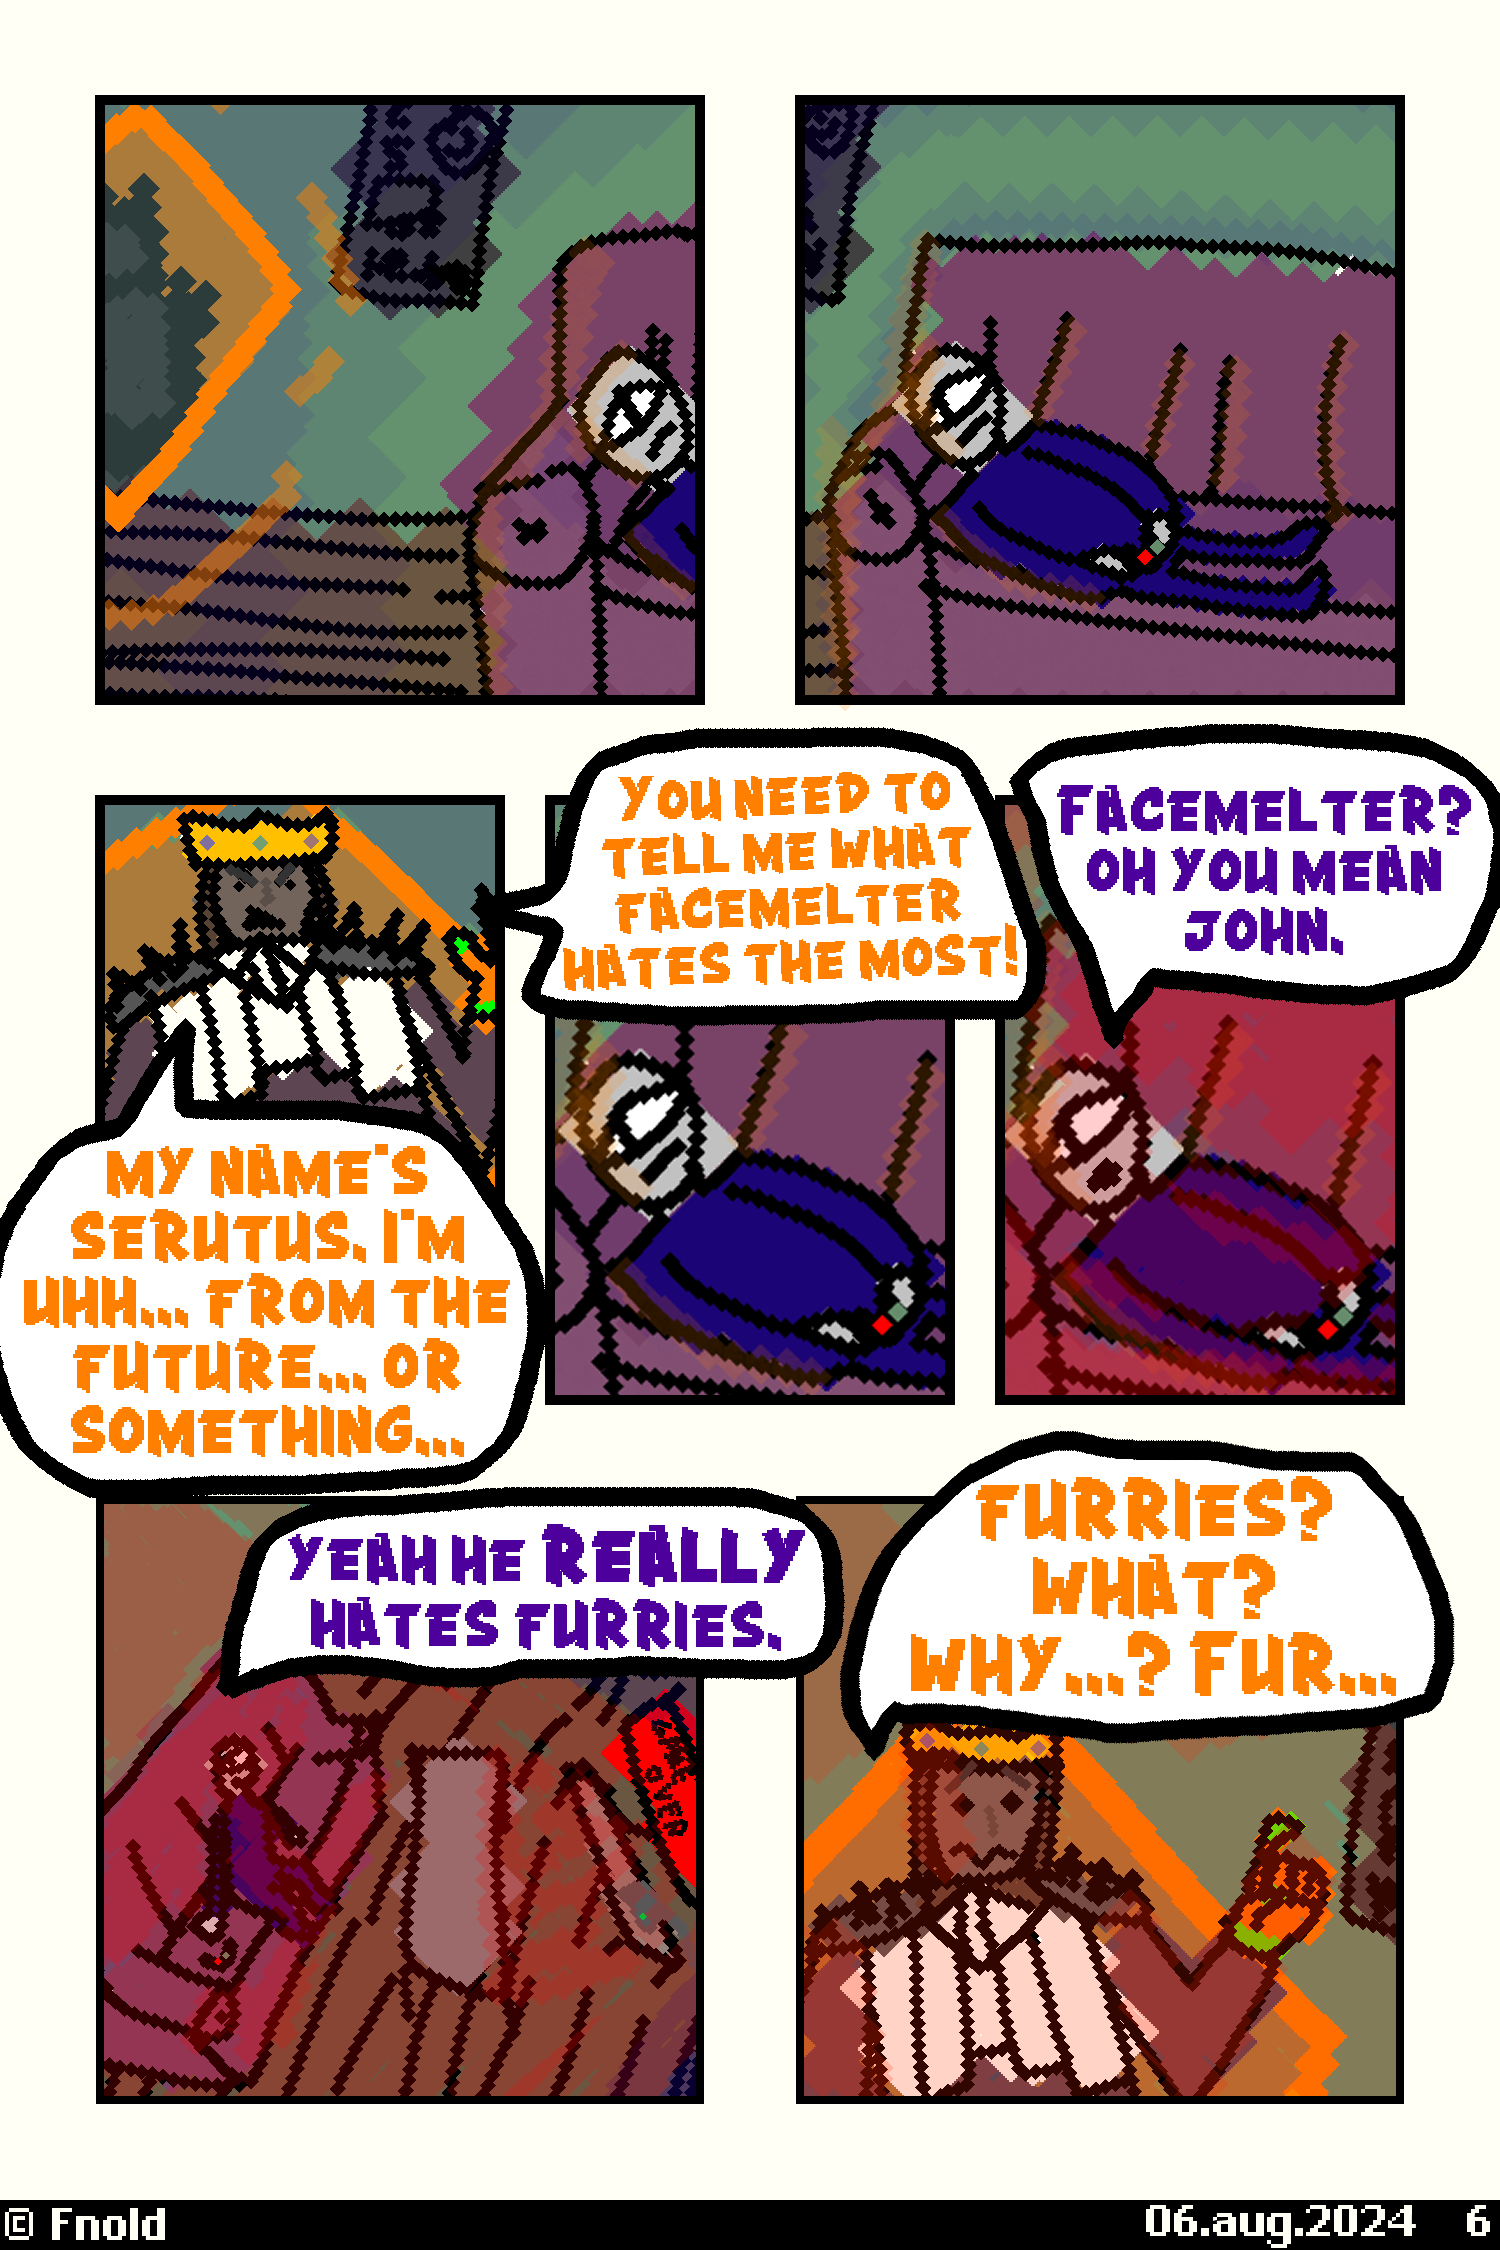 MY NAME'S
SERUTUS. I'M
UHH... FROM THE
FUTURE... OR
SOMETHING...
YOU NEED TO
TELL ME WHAT
FACEMELTER
HATES THE MOST!
FACEMELTER?
OH YOU MEAN
JOHN.
YEAH HE REALLY
HATES FURRIES.
GAME
OVER
FURRIES?
WHAT?
WHY...? FUR...
© Fnold
06.aug.2024 6